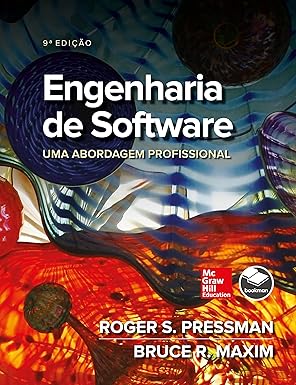 9ª EDIÇÃO
Engenharia
de Software
UMA ABORDAGEM PROFISSIONAL
Mc
Graw
Hill
Education
bookman
ROGER S. PRESSMAN
BRUCE R. MAXIM